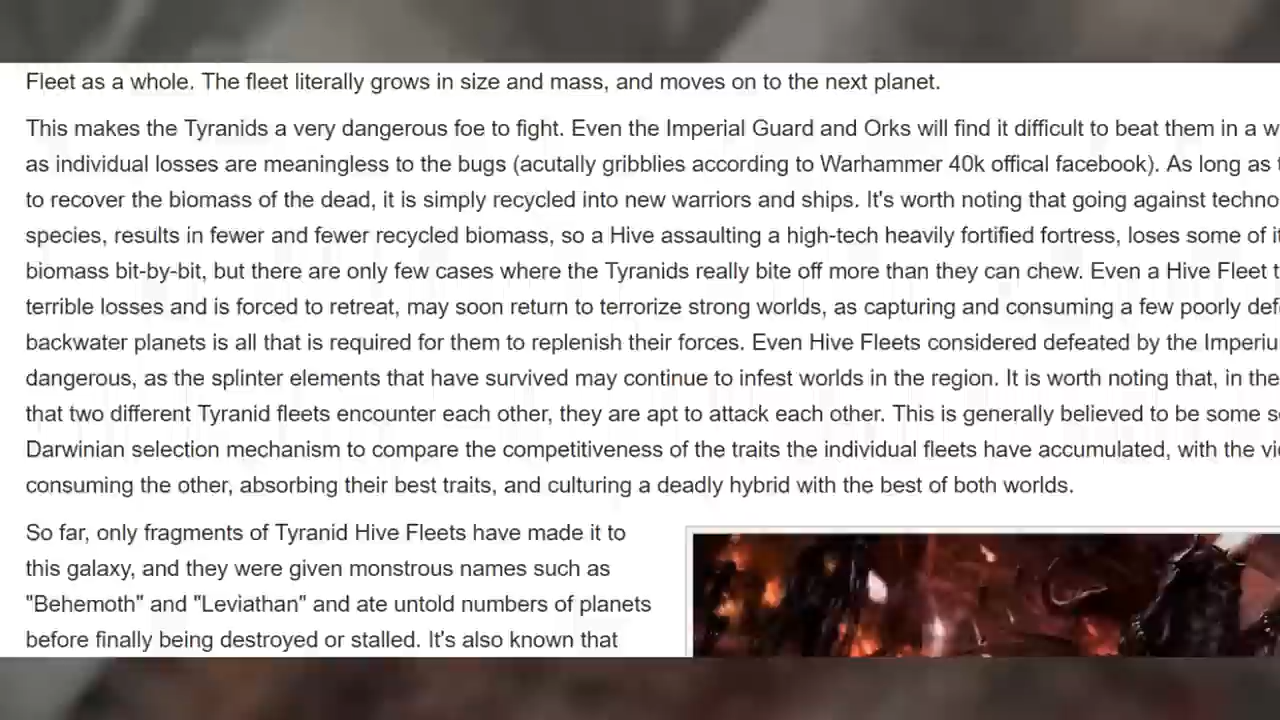 Fleet as a whole. The fleet literally grows in size and mass, and moves on to the next planet.
This makes the Tyranids a very dangerous foe to fight. Even the Imperial Guard and Orks will find it difficult to beat them in a w
as individual losses are meaningless to the bugs (acutally gribblies according to Warhammer 40k offical facebook). As long as t
to recover the biomass of the dead, it is simply recycled into new warriors and ships. It's worth noting that going against techno
species, results in fewer and fewer recycled biomass, so a Hive assaulting a high-tech heavily fortified fortress, loses some of it
biomass bit-by-bit, but there are only few cases where the Tyranids really bite off more than they can chew. Even a Hive Fleet t
terrible losses and is forced to retreat, may soon return to terrorize strong worlds, as capturing and consuming a few poorly def
backwater planets is all that is required for them to replenish their forces. Even Hive Fleets considered defeated by the Imperiu
dangerous, as the splinter elements that have survived may continue to infest worlds in the region. It is worth noting that, in the
that two different Tyranid fleets encounter each other, they are apt to attack each other. This is generally believed to be some s
Darwinian selection mechanism to compare the competitiveness of the traits the individual fleets have accumulated, with the vi
consuming the other, absorbing their best traits, and culturing a deadly hybrid with the best of both worlds.
So far, only fragments of Tyranid Hive Fleets have made it to
this galaxy, and they were given monstrous names such as
"Behemoth" and "Leviathan" and ate untold numbers of planets
before finally being destroyed or stalled. It's also known that